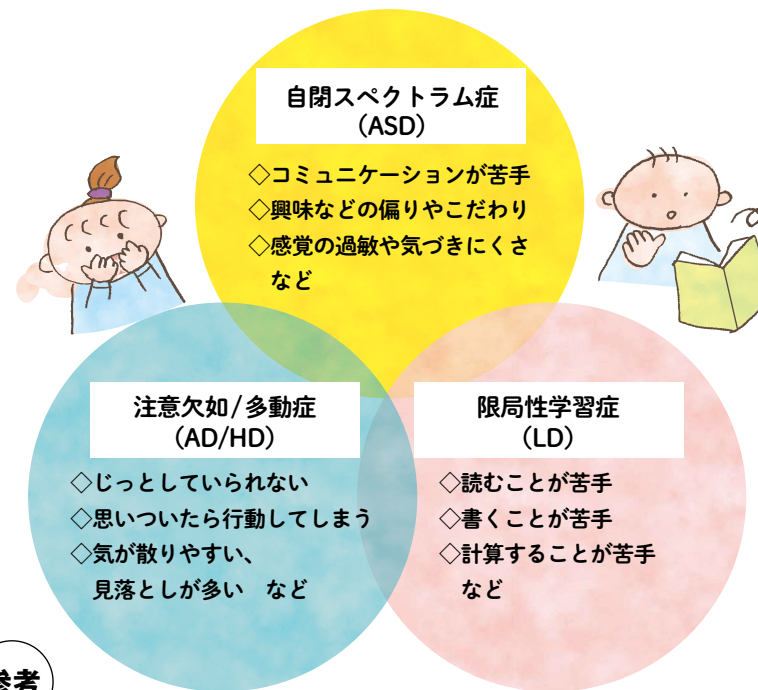 自閉スペクトラム症
(ASD)
◇コミュニケーションが苦手
◇興味などの偏りやこだわり
◇感覚の過敏や気づきにくさ
など
注意欠如/多動症
(AD/HD)
◇じっとしていられない
◇思いついたら行動してしまう
◇気が散りやすい、
見落としが多い　など
限局性学習症
(LD)
◇読むことが苦手
◇書くことが苦手
◇計算することが苦手
など
参考